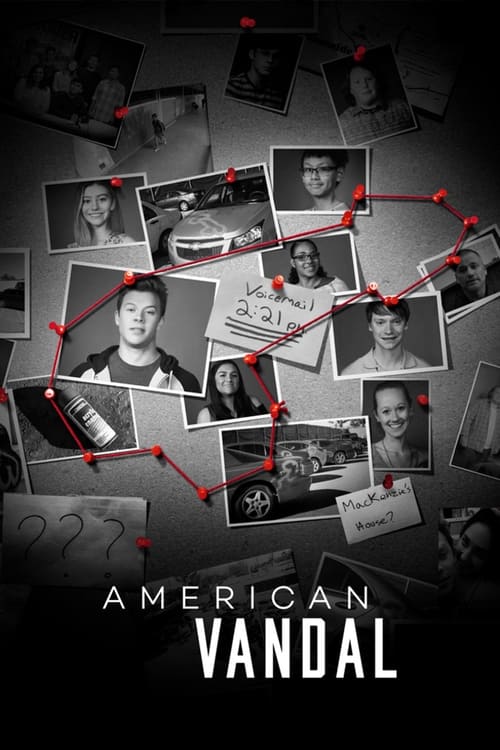 Voicemail
2:21 pm
MacKenzie's
House?
???
AMERICAN
VANDAL